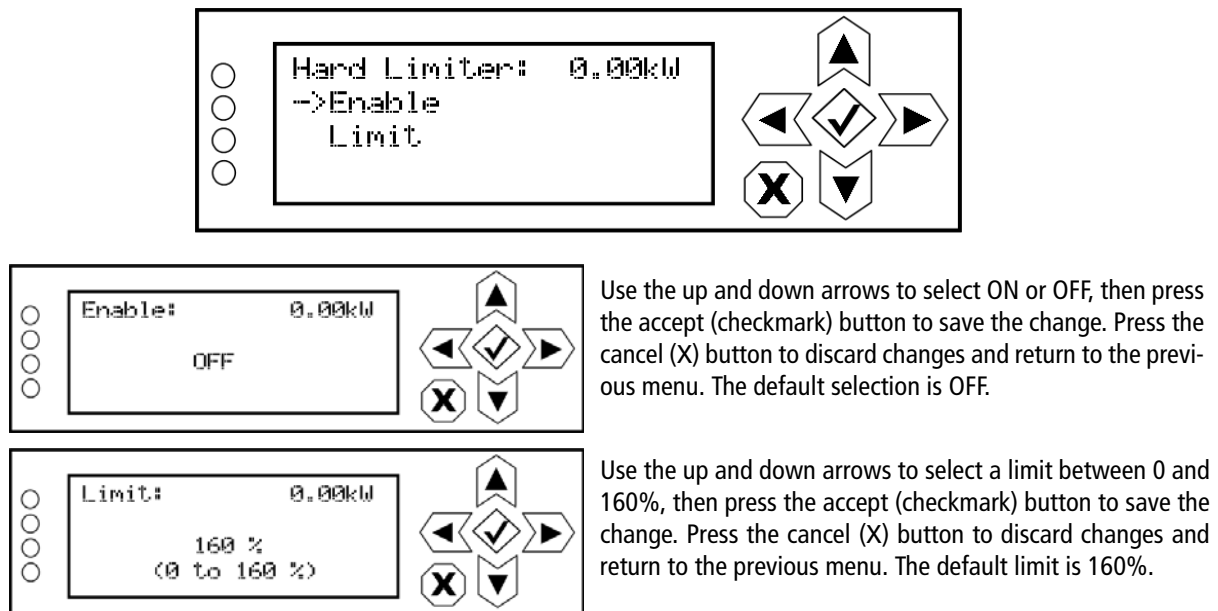 Hard Limiter: 0.00kW
->Enable
Limit
X
Enable: 0.00kW
OFF
X
Use the up and down arrows to select ON or OFF, then press
the accept (checkmark) button to save the change. Press the
cancel (X) button to discard changes and return to the previ-
ous menu. The default selection is OFF.
Limit: 0.00kW
160 %
(0 to 160 %)
X
Use the up and down arrows to select a limit between 0 and
160%, then press the accept (checkmark) button to save the
change. Press the cancel (X) button to discard changes and
return to the previous menu. The default limit is 160%.